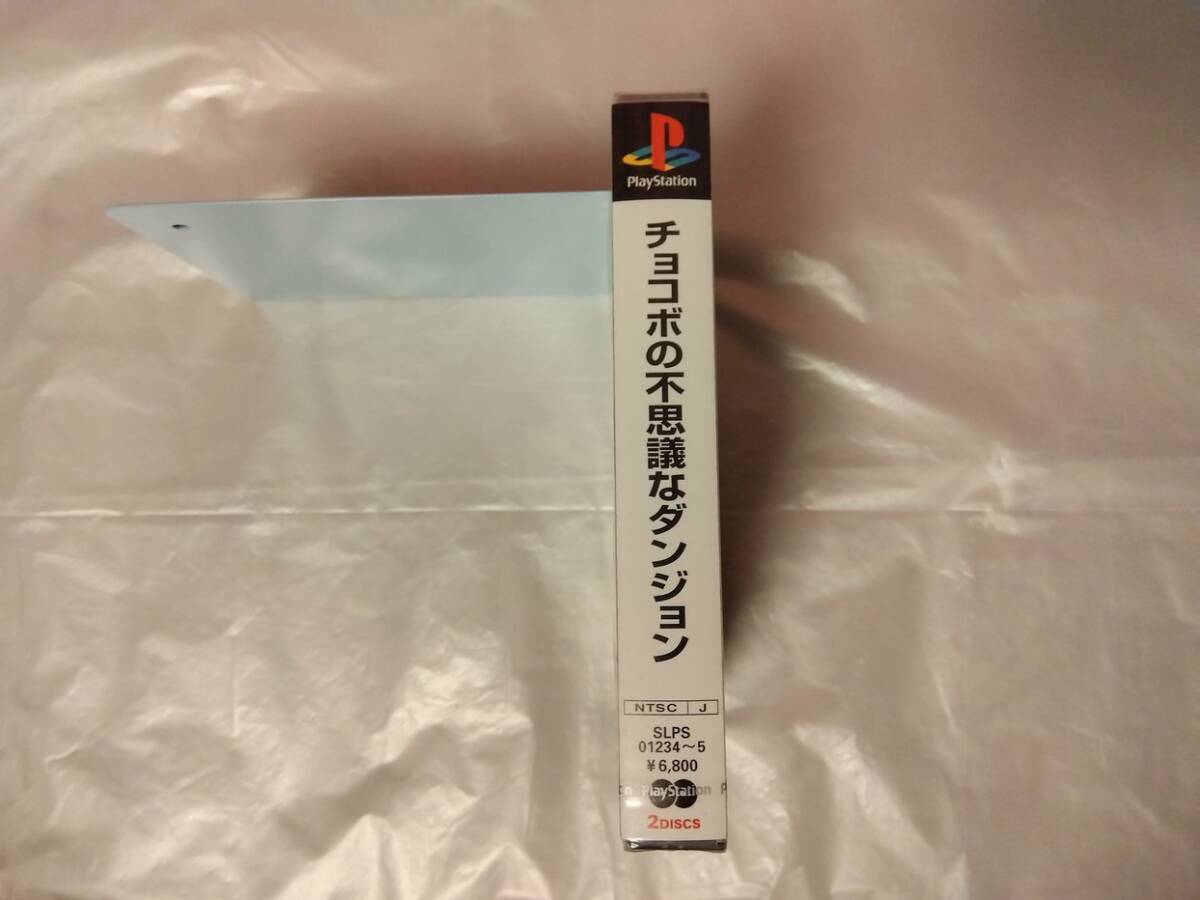 PlayStation
チョコボの不思議なダンジョン
NTSC J
SLPS
01234〜5
¥6,800
PlayStation
2DISCS